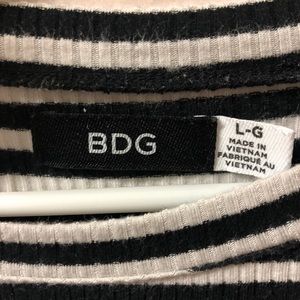 BDG
L-G
MADE IN
VIETNAM
FABRIQUÉ AU
VIETNAM